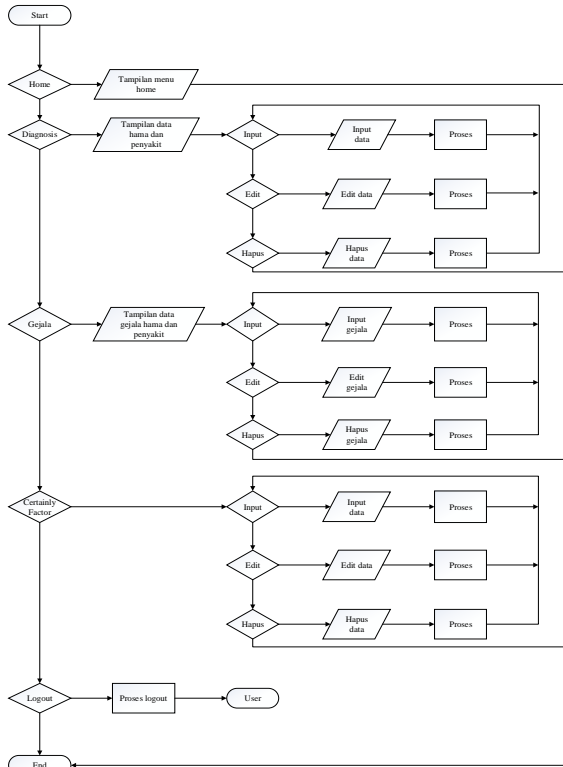 Start
Home
Tampilan menu
home
Diagnosis
Tampilan data
hama dan
penyakit
Input
Input
data
Proses
Edit
Edit data
Proses
Hapus
Hapus
data
Proses
Gejala
Tampilan data
gejala hama dan
penyakit
Input
Input
gejala
Proses
Edit
Edit
gejala
Proses
Hapus
Hapus
gejala
Proses
Certainly
Factor
Input
Input
data
Proses
Edit
Edit data
Proses
Hapus
Hapus
data
Proses
Logout
Proses logout
User
End